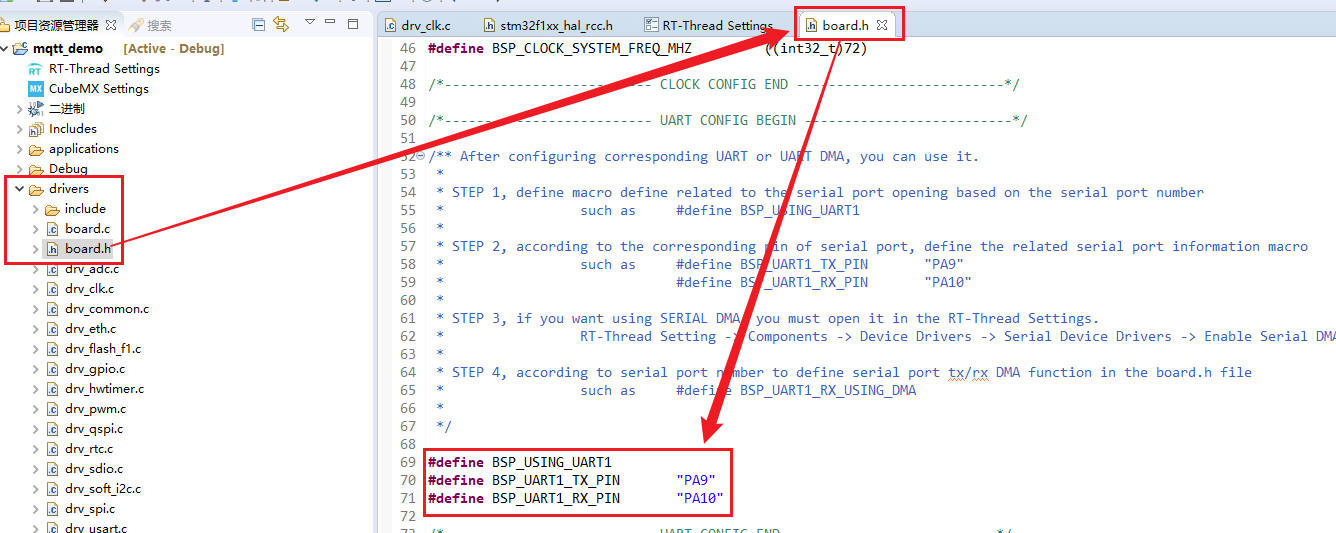 项目资源管理器
搜索
mqtt_demo [Active - Debug]
RT-Thread Settings
CubeMX Settings
二进制
Includes
applications
Debug
drivers
include
board.c
board.h
drv_adc.c
drv_clk.c
drv_common.c
drv_eth.c
drv_flash_f1.c
drv_gpio.c
drv_hwtimer.c
drv_pwm.c
drv_qspi.c
drv_rtc.c
drv_sdio.c
drv_soft_i2c.c
drv_spi.c
drv_usart.c
drv_clk.c
stm32f1xx_hal_rcc.h
RT-Thread Settings
board.h
46 #define BSP_CLOCK_SYSTEM_FREQ_MHZ ((int32_t)72)
47
48 /*-------------------------- CLOCK CONFIG END --------------------------*/
49
50 /*-------------------------- UART CONFIG BEGIN --------------------------*/
51
52 /** After configuring corresponding UART or UART DMA, you can use it.
53 *
54 * STEP 1, define macro define related to the serial port opening based on the serial port number
55 * such as #define BSP_USING_UART1
56 *
57 * STEP 2, according to the corresponding pin of serial port, define the related serial port information macro
58 * such as #define BSP_UART1_TX_PIN "PA9"
59 * #define BSP_UART1_RX_PIN "PA10"
60 *
61 * STEP 3, if you want using SERIAL DMA, you must open it in the RT-Thread Settings.
62 * RT-Thread Setting -> Components -> Device Drivers -> Serial Device Drivers -> Enable Serial DMA
63 *
64 * STEP 4, according to serial port number to define serial port tx/rx DMA function in the board.h file
65 * such as #define BSP_UART1_RX_USING_DMA
66 *
67 */
68
69 #define BSP_USING_UART1
70 #define BSP_UART1_TX_PIN "PA9"
71 #define BSP_UART1_RX_PIN "PA10"
72
73 /*-------------------------- UART CONFIG END --------------------------*/